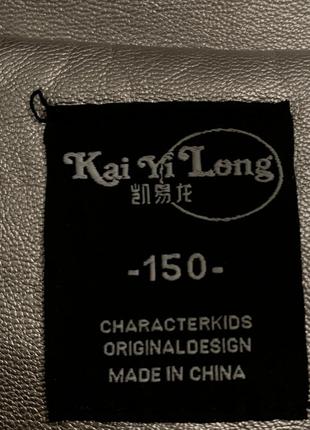 Kai Yi Long
凯易龙
-150-
CHARACTERKIDS
ORIGINALDESIGN
MADE IN CHINA